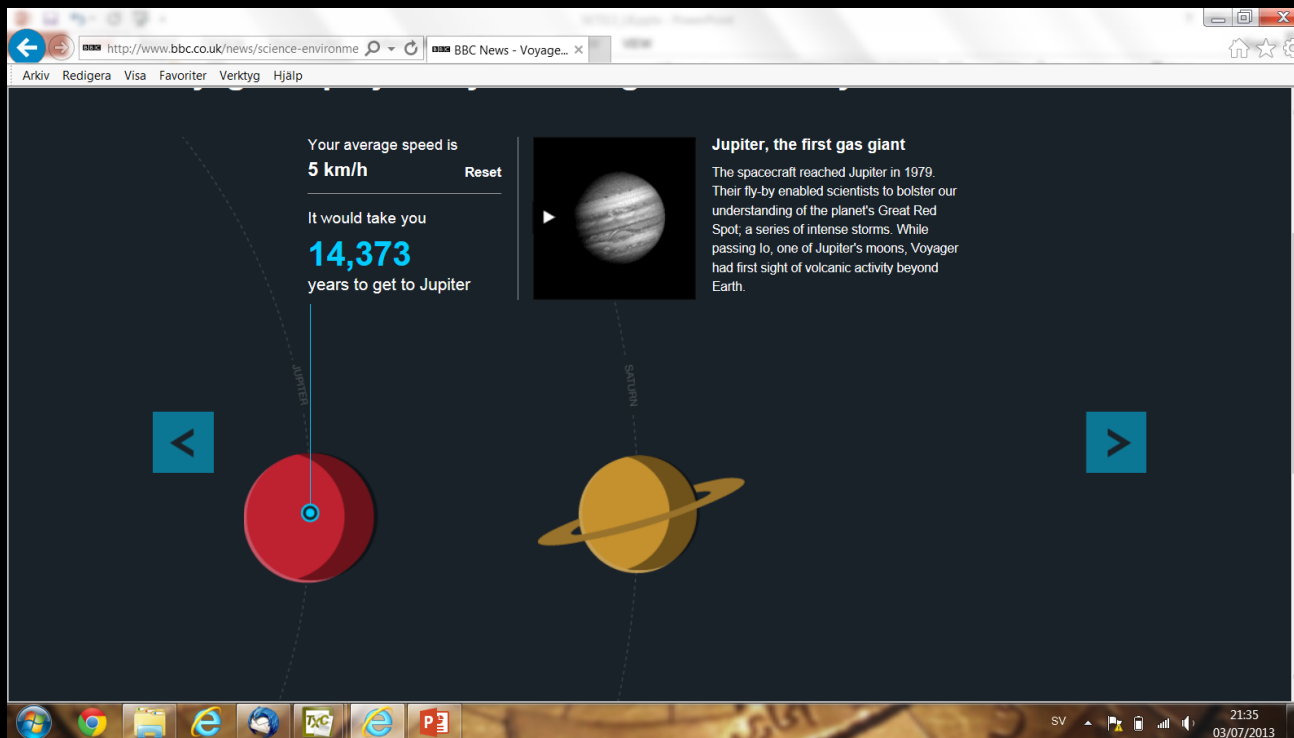 http://www.bbc.co.uk/news/science-environme
BBC
BBC News - Voyage...
VIEW
Arkiv Redigera Visa Favoriter Verktyg Hjälp
Your average speed is
5 km/h Reset
It would take you
14,373
years to get to Jupiter
Jupiter, the first gas giant
The spacecraft reached Jupiter in 1979.
Their fly-by enabled scientists to bolster our
understanding of the planet's Great Red
Spot; a series of intense storms. While
passing Io, one of Jupiter's moons, Voyager
had first sight of volcanic activity beyond
Earth.
JUPITER
SATURN
<
>
TXC
SV
21:35
03/07/2013